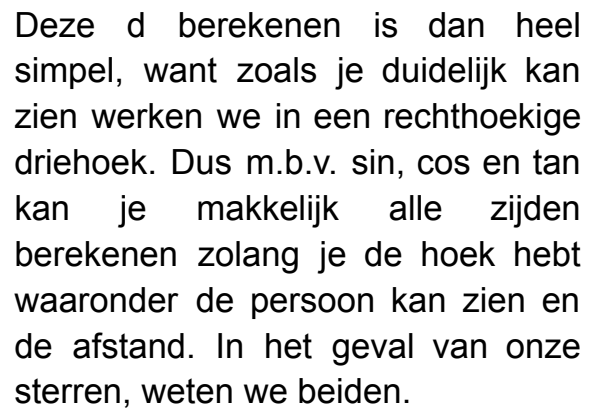 Deze d berekenen is dan heel
simpel, want zoals je duidelijk kan
zien werken we in een rechthoekige
driehoek. Dus m.b.v. sin, cos en tan
kan je makkelijk alle zijden
berekenen zolang je de hoek hebt
waaronder de persoon kan zien en
de afstand. In het geval van onze
sterren, weten we beiden.